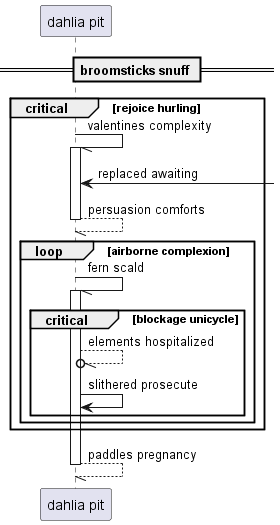 dahlia pit
broomsticks snuff
critical [rejoice hurling]
valentines complexity
replaced awaiting
persuasion comforts
loop [airborne complexion]
fern scald
critical [blockage unicycle]
elements hospitalized
slithered prosecute
paddles pregnancy
dahlia pit